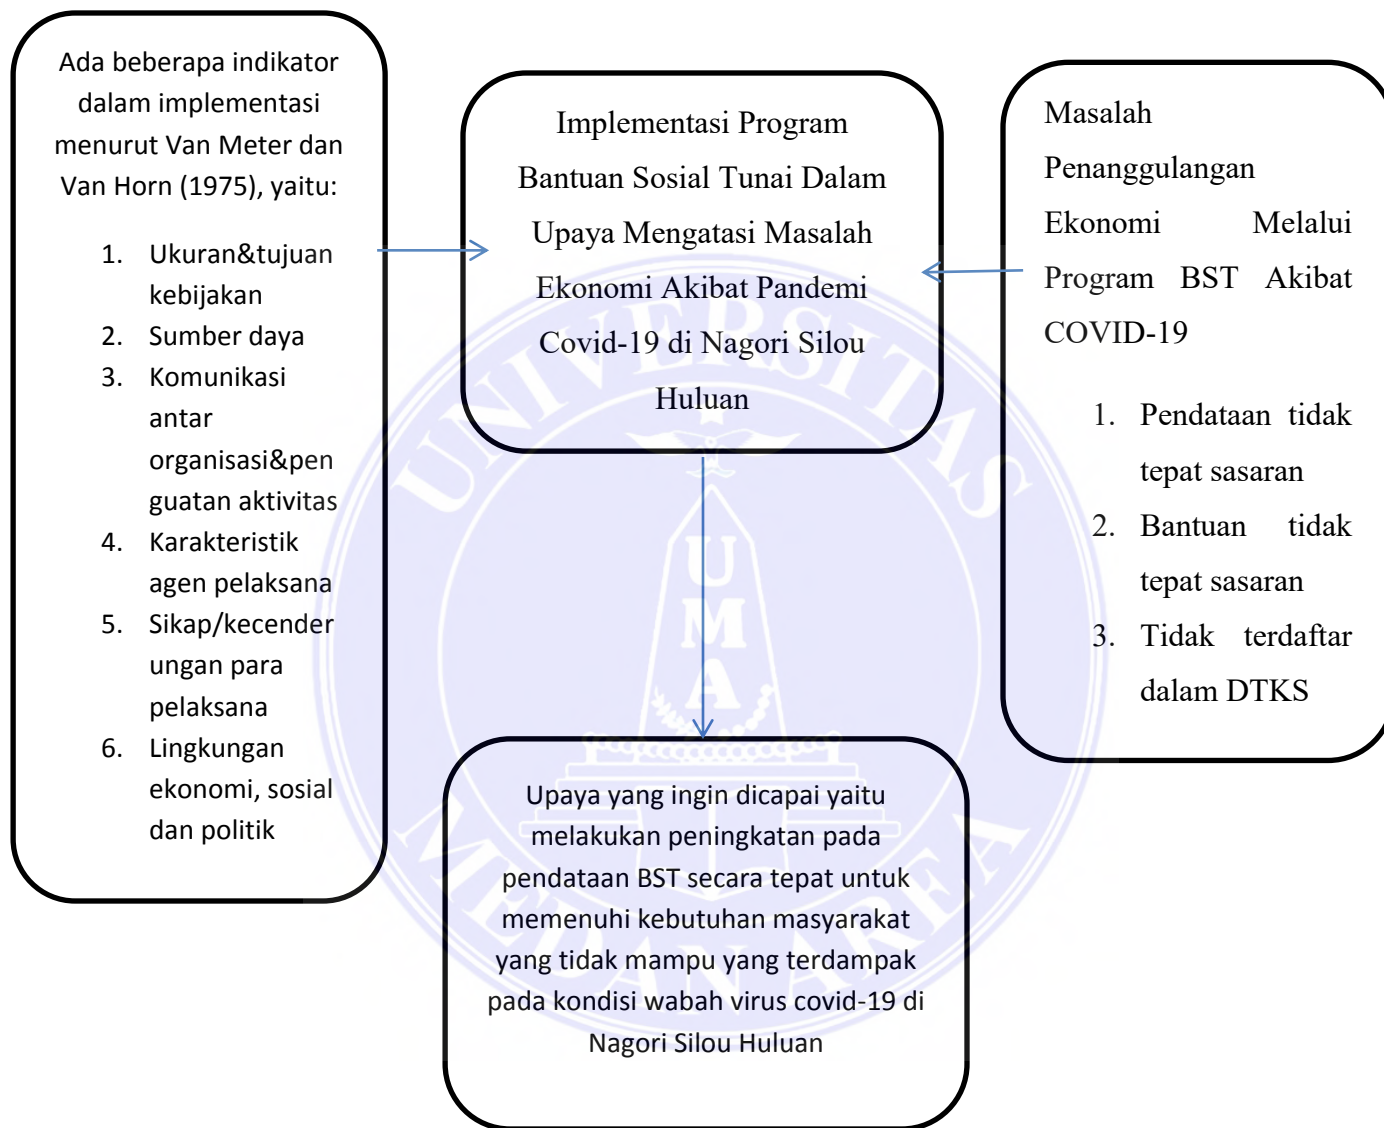 Ada beberapa indikator
dalam implementasi
menurut Van Meter dan
Van Horn (1975), yaitu:
1. Ukuran&tujuan
kebijakan
2. Sumber daya
3. Komunikasi
antar
organisasi&pen
guatan aktivitas
4. Karakteristik
agen pelaksana
5. Sikap/kecender
ungan para
pelaksana
6. Lingkungan
ekonomi, sosial
dan politik
Implementasi Program
Bantuan Sosial Tunai Dalam
Upaya Mengatasi Masalah
Ekonomi Akibat Pandemi
Covid-19 di Nagori Silou
Huluan
Masalah
Penanggulangan
Ekonomi Melalui
Program BST Akibat
COVID-19
1. Pendataan tidak
tepat sasaran
2. Bantuan tidak
tepat sasaran
3. Tidak terdaftar
dalam DTKS
Upaya yang ingin dicapai yaitu
melakukan peningkatan pada
pendataan BST secara tepat untuk
memenuhi kebutuhan masyarakat
yang tidak mampu yang terdampak
pada kondisi wabah virus covid-19 di
Nagori Silou Huluan
UNIVERSITAS
MEDAN AREA
U
M
A